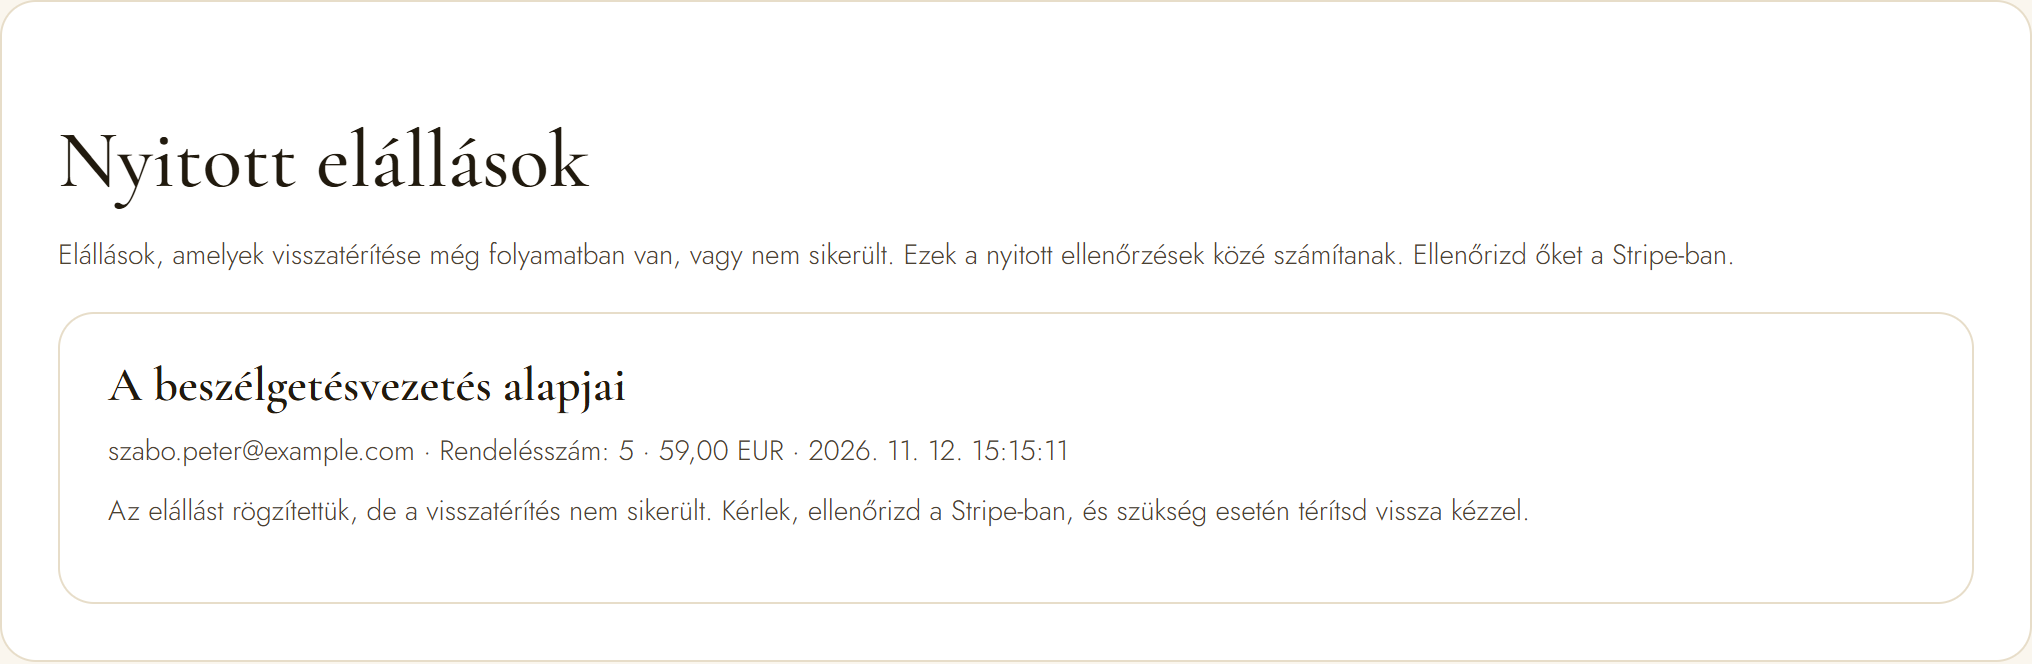 Nyitott elállások
Elállások, amelyek visszatérítése még folyamatban van, vagy nem sikerült. Ezek a nyitott ellenőrzések közé számítanak. Ellenőrizd őket a Stripe-ban.
A beszélgetésvezetés alapjai
szabo.peter@example.com · Rendelésszám: 5 · 59,00 EUR · 2026. 11. 12. 15:15:11
Az elállást rögzítettük, de a visszatérítés nem sikerült. Kérlek, ellenőrizd a Stripe-ban, és szükség esetén térítsd vissza kézzel.